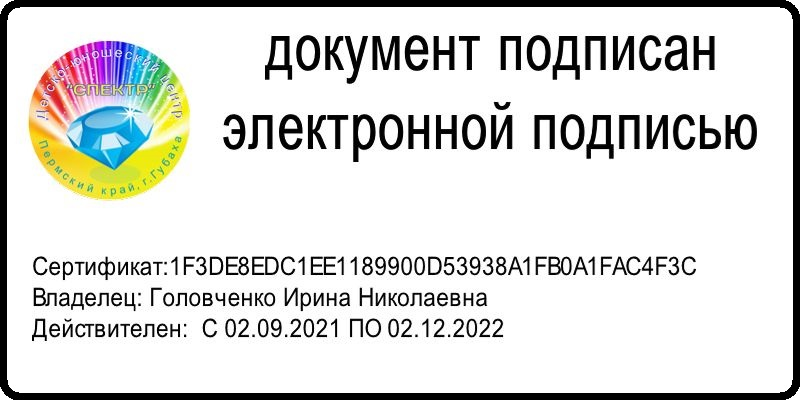 Детско-юношеский центр
"СПЕКТР"
Пермский край, г.Губаха
документ подписан
электронной подписью
Сертификат:1F3DE8EDC1EE1189900D53938A1FB0A1FAC4F3C
Владелец: Головченко Ирина Николаевна
Действителен: С 02.09.2021 ПО 02.12.2022